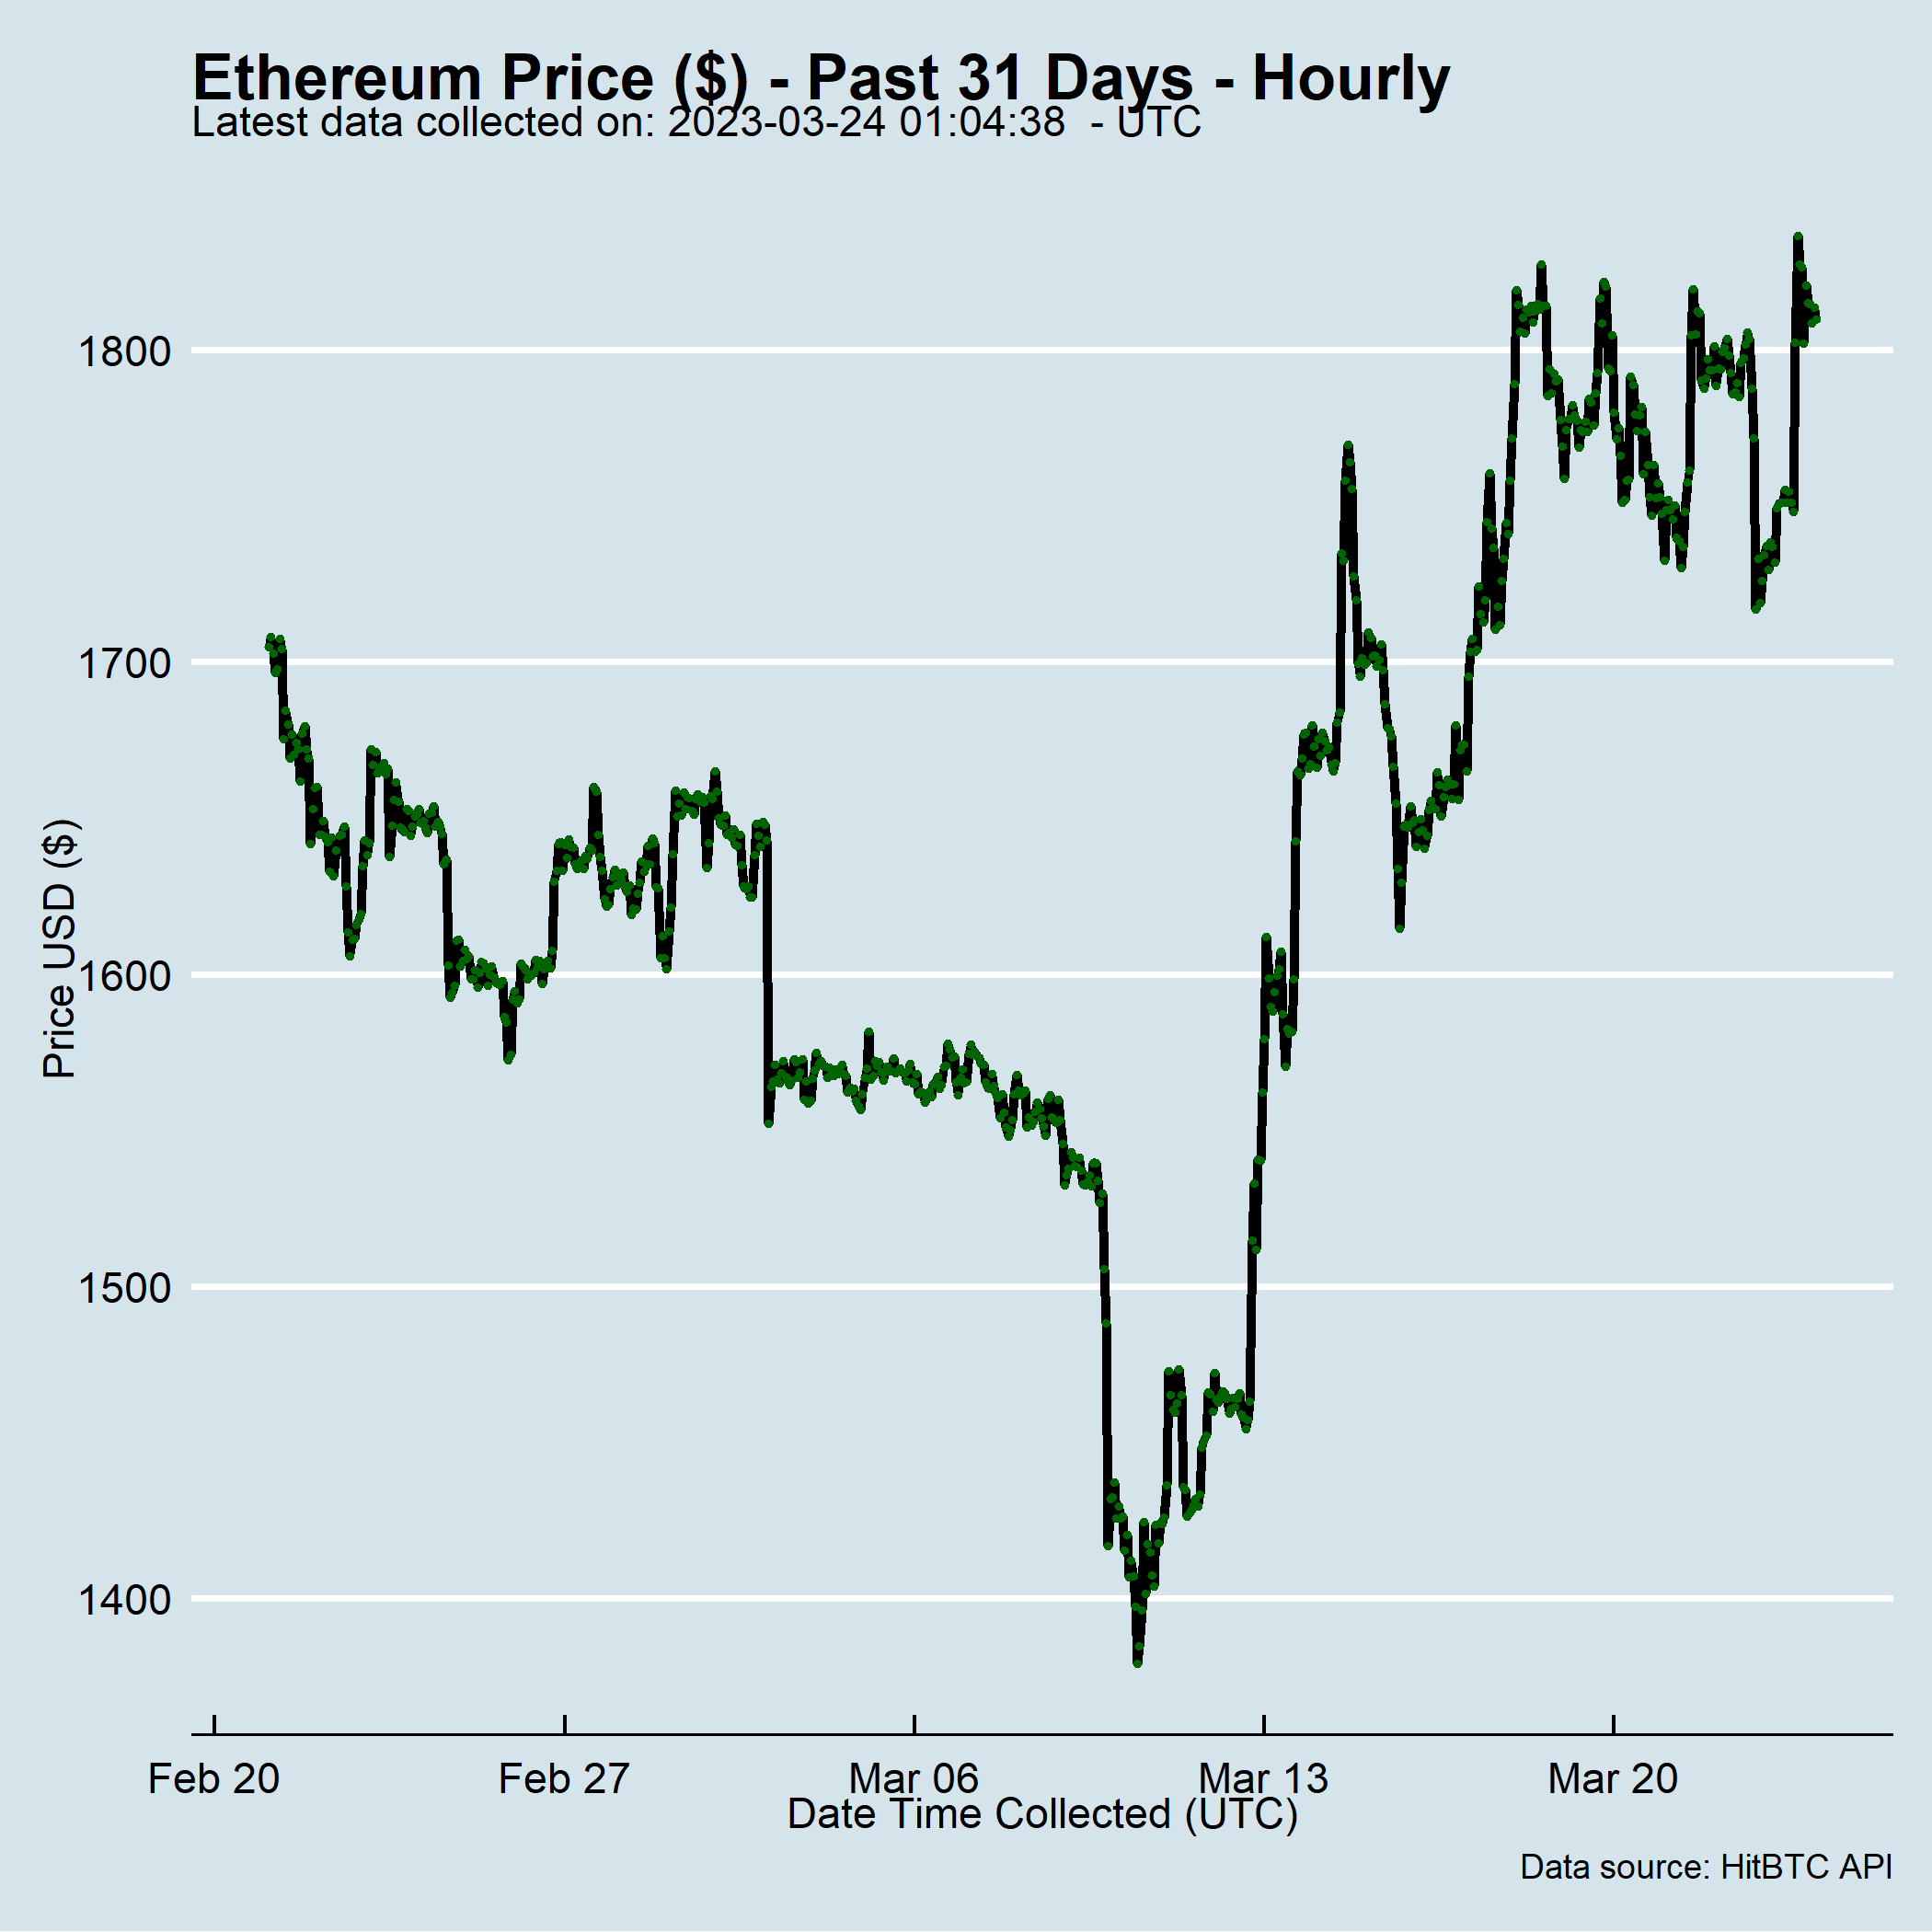 Ethereum Price ($) - Past 31 Days - Hourly
Latest data collected on: 2023-03-24 01:04:38  - UTC
Price USD ($)
1800
1700
1600
1500
1400
Feb 20 Feb 27 Mar 06 Mar 13 Mar 20
Date Time Collected (UTC)
Data source: HitBTC API